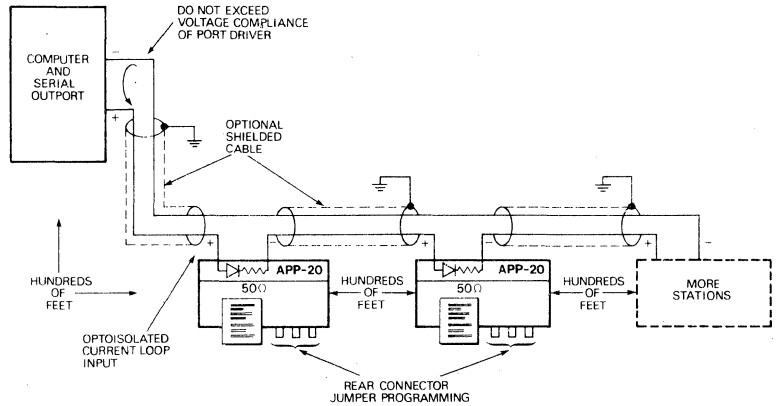 DO NOT EXCEED
VOLTAGE COMPLIANCE
OF PORT DRIVER
COMPUTER
AND
SERIAL
OUTPORT
−
+
OPTIONAL
SHIELDED
CABLE
+
−
+
−
+
−
APP-20
50Ω
APP-20
50Ω
HUNDREDS
OF
FEET
HUNDREDS
OF
FEET
HUNDREDS
OF
FEET
MORE
STATIONS
OPTOISOLATED
CURRENT LOOP
INPUT
REAR CONNECTOR
JUMPER PROGRAMMING